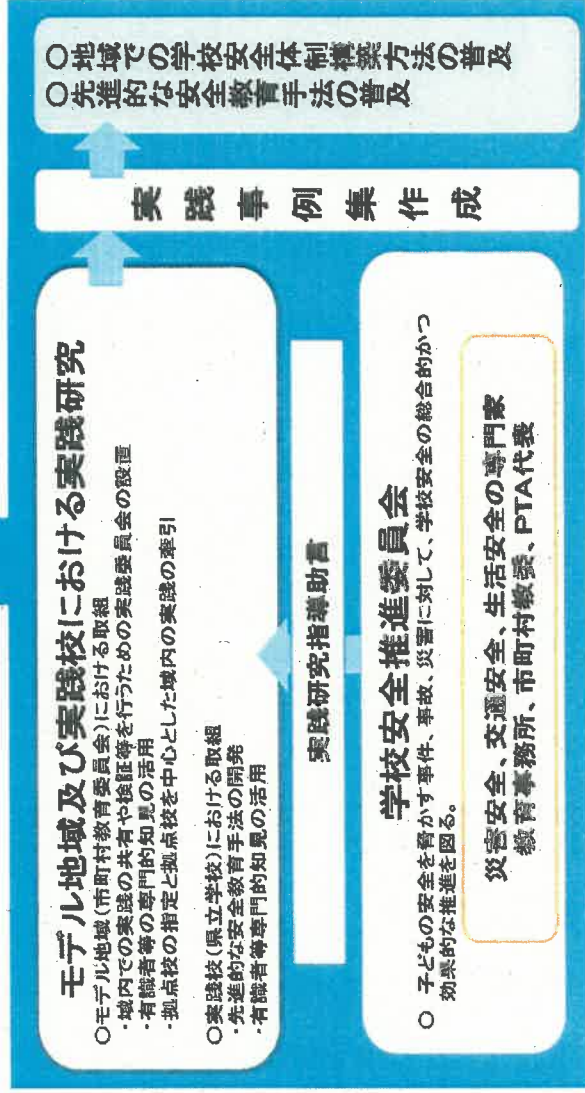 モデル地域及び実践校における実践研究
○モデル地域(市町村教育委員会)における取組
・域内での実践の共有や検証等を行うための実践委員会の設置
・有識者等の専門的知見の活用
・拠点校の指定と拠点校を中心とした域内の実践の牽引
○実践校(県立学校)における取組
・先進的な安全教育手法の開発
・有識者等専門的知見の活用
実践研究指導助言
学校安全推進委員会
○ 子どもの安全を脅かす事件、事故、災害に対して、学校安全の総合的かつ
効果的な推進を図る。
災害安全、交通安全、生活安全の専門家
教育事務所、市町村教委、PTA代表
実践事例集作成
○地域での学校安全体制構築方法の普及
○先進的な安全教育手法の普及